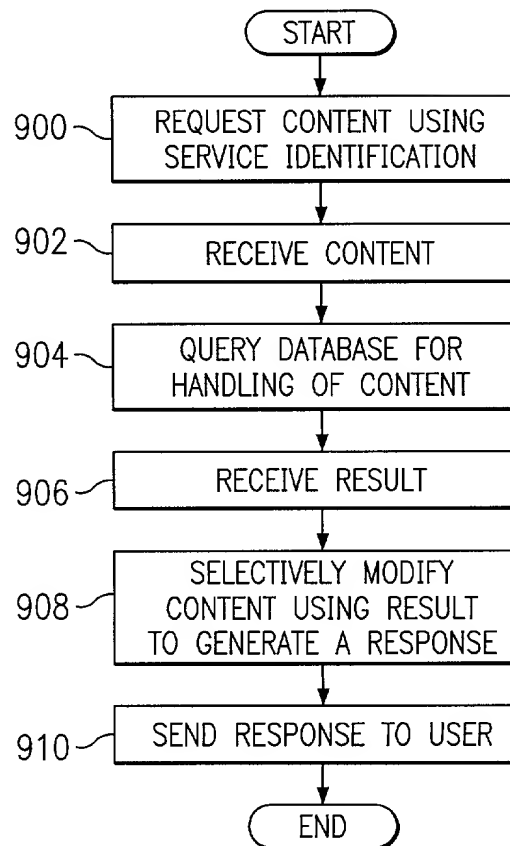 START
900
REQUEST CONTENT USING
SERVICE IDENTIFICATION
902
RECEIVE CONTENT
904
QUERY DATABASE FOR
HANDLING OF CONTENT
906
RECEIVE RESULT
908
SELECTIVELY MODIFY
CONTENT USING RESULT
TO GENERATE A RESPONSE
910
SEND RESPONSE TO USER
END